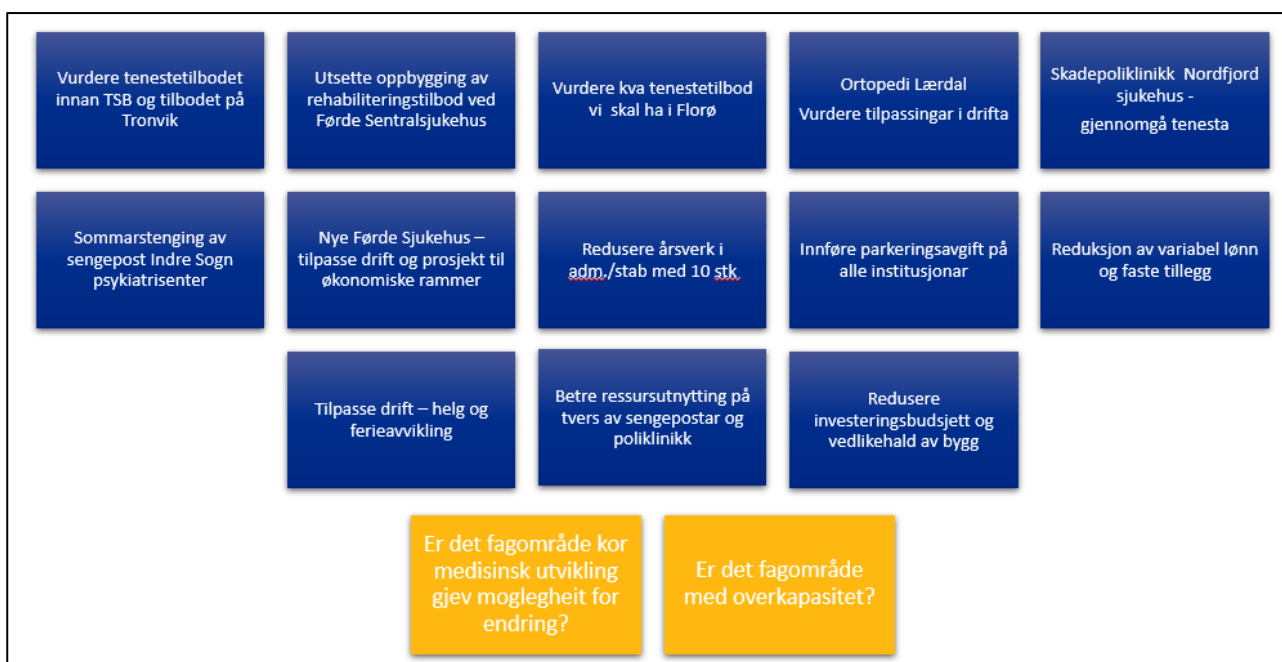 Vurdere tenestetilbodet
innan TSB og tilbodet på
Tronvik
Utsette oppbygging av
rehabiliteringstilbod ved
Førde Sentralsjukehus
Vurdere kva tenestetilbod
vi skal ha i Florø
Ortopedi Lærdal
Vurdere tilpassingar i drifta
Skadepoliklinikk Nordfjord
sjukehus -
gjennomgå tenesta
Sommarstenging av
sengepost Indre Sogn
psykiatrisenter
Nye Førde Sjukehus –
tilpasse drift og prosjekt til
økonomiske rammer
Redusere årsverk i
adm./stab med 10 stk
Innføre parkeringsavgift på
alle institusjonar
Reduksjon av variabel lønn
og faste tillegg
Tilpasse drift – helg og
ferieavvikling
Betre ressursutnytting på
tvers av sengepostar og
poliklinikk
Redusere
investeringsbudsjett og
vedlikehald av bygg
Er det fagområde kor
medisinsk utvikling
gjev moglegheit for
endring?
Er det fagområde
med overkapasitet?